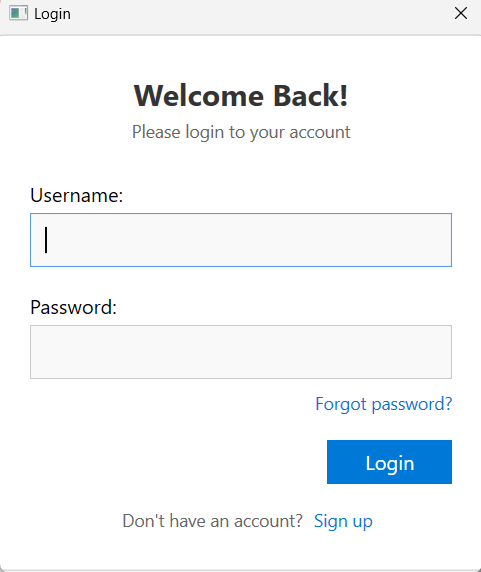 Login
Welcome Back!
Please login to your account
Username:
Password:
Forgot password?
Login
Don't have an account? Sign up